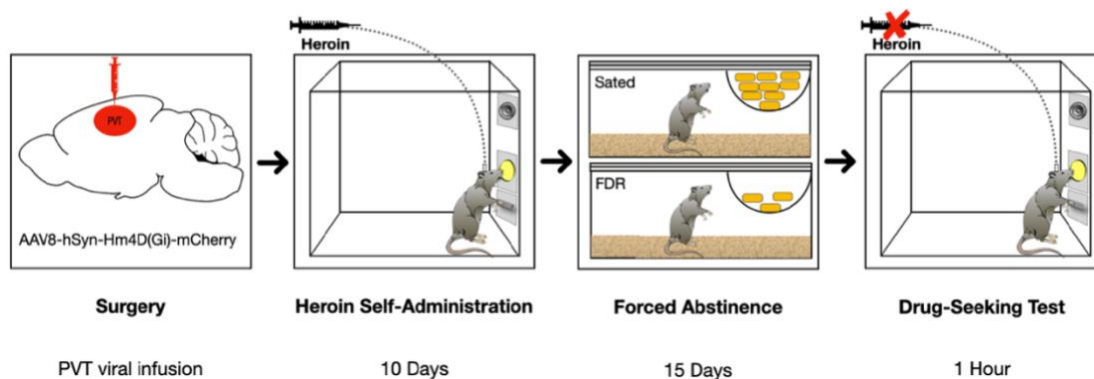 PVT
AAV8-hSyn-Hm4D(Gi)-mCherry
Heroin
Sated
FDR
Heroin
Surgery
Heroin Self-Administration
Forced Abstinence
Drug-Seeking Test
PVT viral infusion
10 Days
15 Days
1 Hour